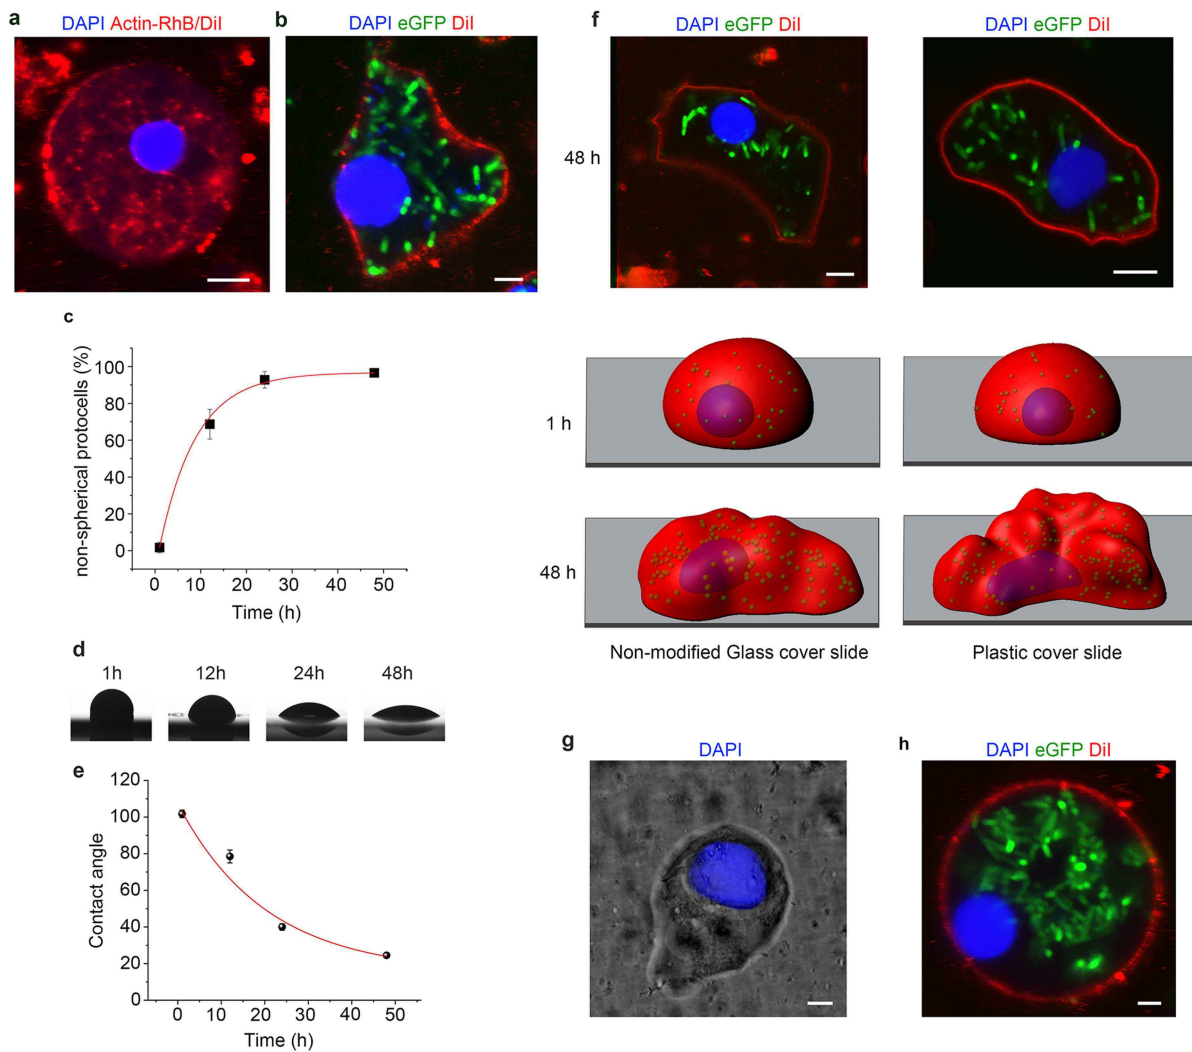 a
DAPI Actin-RhB/DiI
b
DAPI eGFP DiI
f
DAPI eGFP DiI
DAPI eGFP DiI
48 h
c
non-spherical protocells (%)
100
80
60
40
20
0
0 10 20 30 40 50
Time (h)
1 h
48 h
Non-modified Glass cover slide
Plastic cover slide
d
1h 12h 24h 48h
e
Contact angle
120
100
80
60
40
20
0
0 10 20 30 40 50
Time (h)
g
DAPI
h
DAPI eGFP DiI